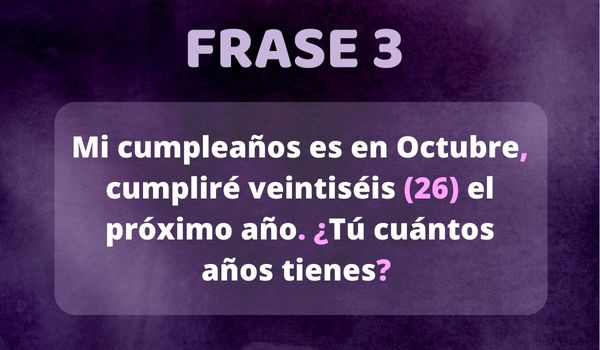 FRASE 3
Mi cumpleaños es en Octubre,
cumpliré veintiséis (26) el
próximo año. ¿Tú cuántos
años tienes?